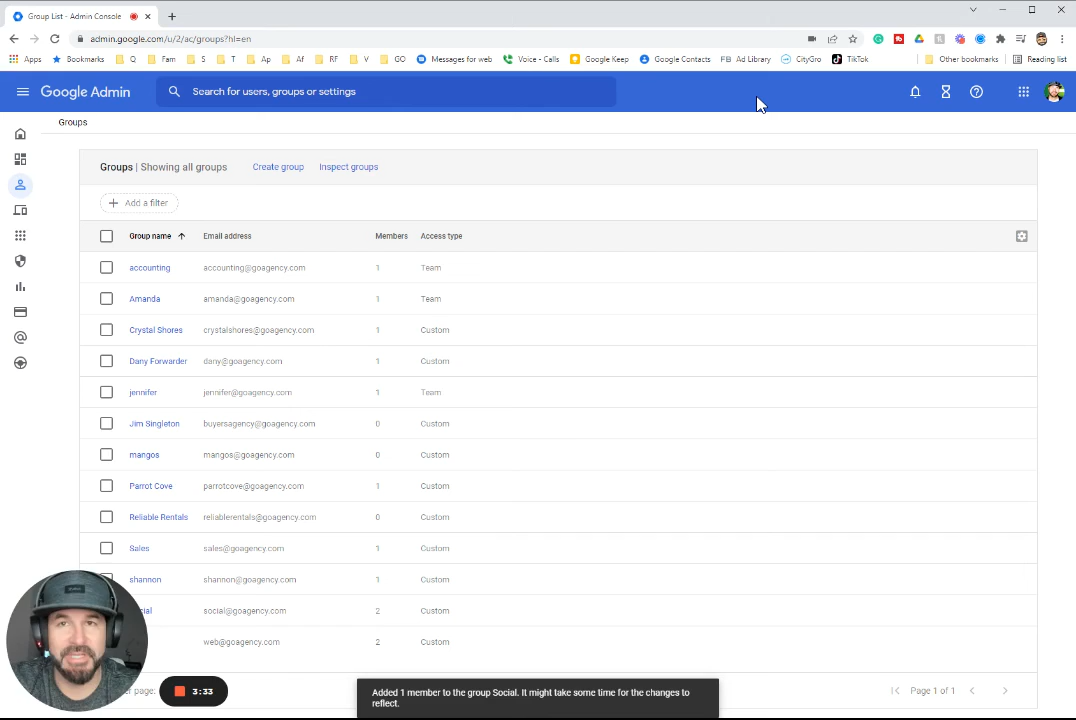 Group List - Admin Console
admin.google.com/u/2/ac/groups?hl=en
Apps Bookmarks Q Fam S T Ap Af RF V GO Messages for web Voice - Calls Google Keep Google Contacts FB Ad Library CityGro TikTok Other bookmarks Reading list
Google Admin Search for users, groups or settings
Groups
Groups | Showing all groups Create group Inspect groups
+ Add a filter
Group name Email address Members Access type
accounting accounting@goagency.com 1 Team
Amanda amanda@goagency.com 1 Team
Crystal Shores crystalshores@goagency.com 1 Custom
Dany Forwarder dany@goagency.com 1 Custom
jennifer jennifer@goagency.com 1 Team
Jim Singleton buyersagency@goagency.com 0 Custom
mangos mangos@goagency.com 0 Custom
Parrot Cove parrotcove@goagency.com 1 Custom
Reliable Rentals reliablerentals@goagency.com 0 Custom
Sales sales@goagency.com 1 Custom
shannon shannon@goagency.com 1 Custom
cial social@goagency.com 2 Custom
web@goagency.com 2 Custom
er page: 3:33 Page 1 of 1
Added 1 member to the group Social. It might take some time for the changes to
reflect.